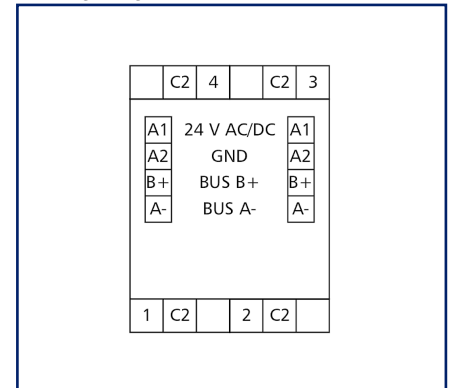 C2 4 C2 3
A1 24 V AC/DC A1
A2 GND A2
B+ BUS B+ B+
A- BUS A- A-
1 C2 2 C2